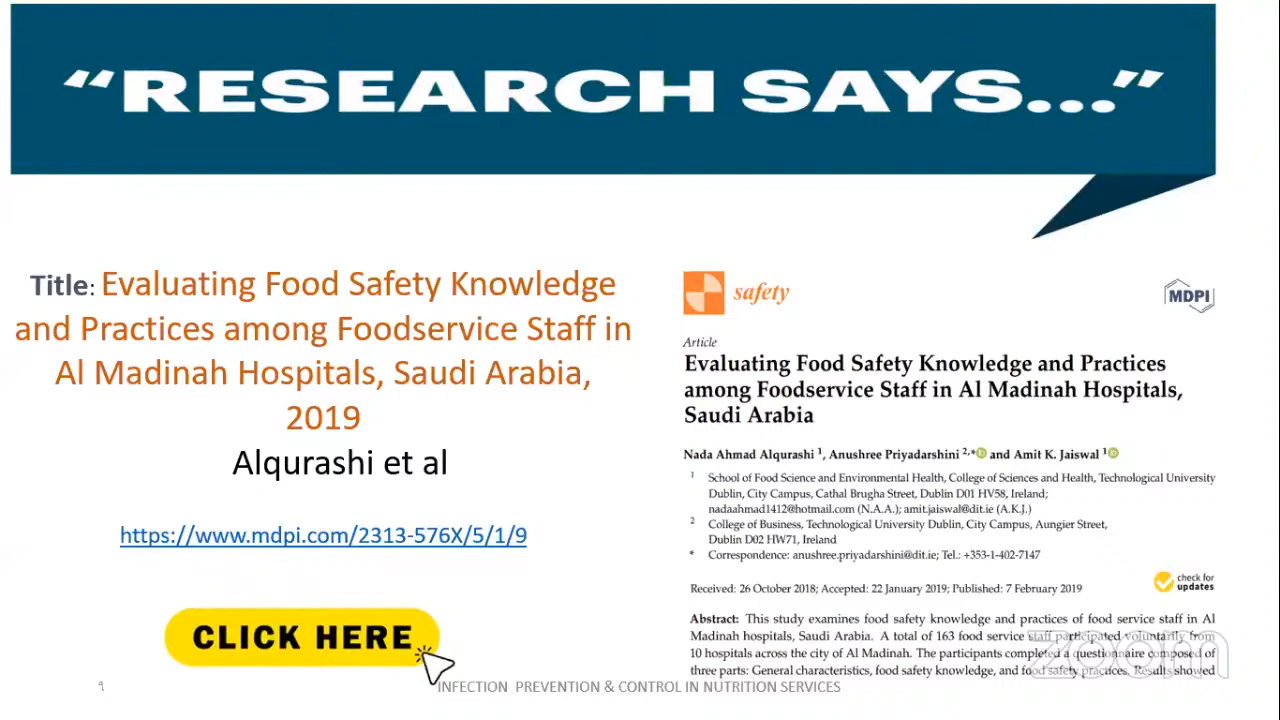 “RESEARCH SAYS...”
Title: Evaluating Food Safety Knowledge
and Practices among Foodservice Staff in
Al Madinah Hospitals, Saudi Arabia,
2019
Alqurashi et al
https://www.mdpi.com/2313-576X/5/1/9
CLICK HERE
safety
MDPI
Article
Evaluating Food Safety Knowledge and Practices
among Foodservice Staff in Al Madinah Hospitals,
Saudi Arabia
Nada Ahmad Alqurashi 1, Anushree Priyadarshini 2,* and Amit K. Jaiswal 1
1 School of Food Science and Environmental Health, College of Sciences and Health, Technological University
Dublin, City Campus, Cathal Brugha Street, Dublin D01 HV58, Ireland;
nadaahmad1412@hotmail.com (N.A.A.); amit.jaiswal@dit.ie (A.K.J.)
2 College of Business, Technological University Dublin, City Campus, Aungier Street,
Dublin D02 HW71, Ireland
* Correspondence: anushree.priyadarshini@dit.ie; Tel.: +353-1-402-7147
check for
updates
Received: 26 October 2018; Accepted: 22 January 2019; Published: 7 February 2019
Abstract: This study examines food safety knowledge and practices of food service staff in Al
Madinah hospitals, Saudi Arabia. A total of 163 food service staff participated voluntarily from
10 hospitals across the city of Al Madinah. The participants completed a questionnaire composed of
three parts: General characteristics, food safety knowledge, and food safety practices. Results showed
zoom
٩
INFECTION PREVENTION & CONTROL IN NUTRITION SERVICES